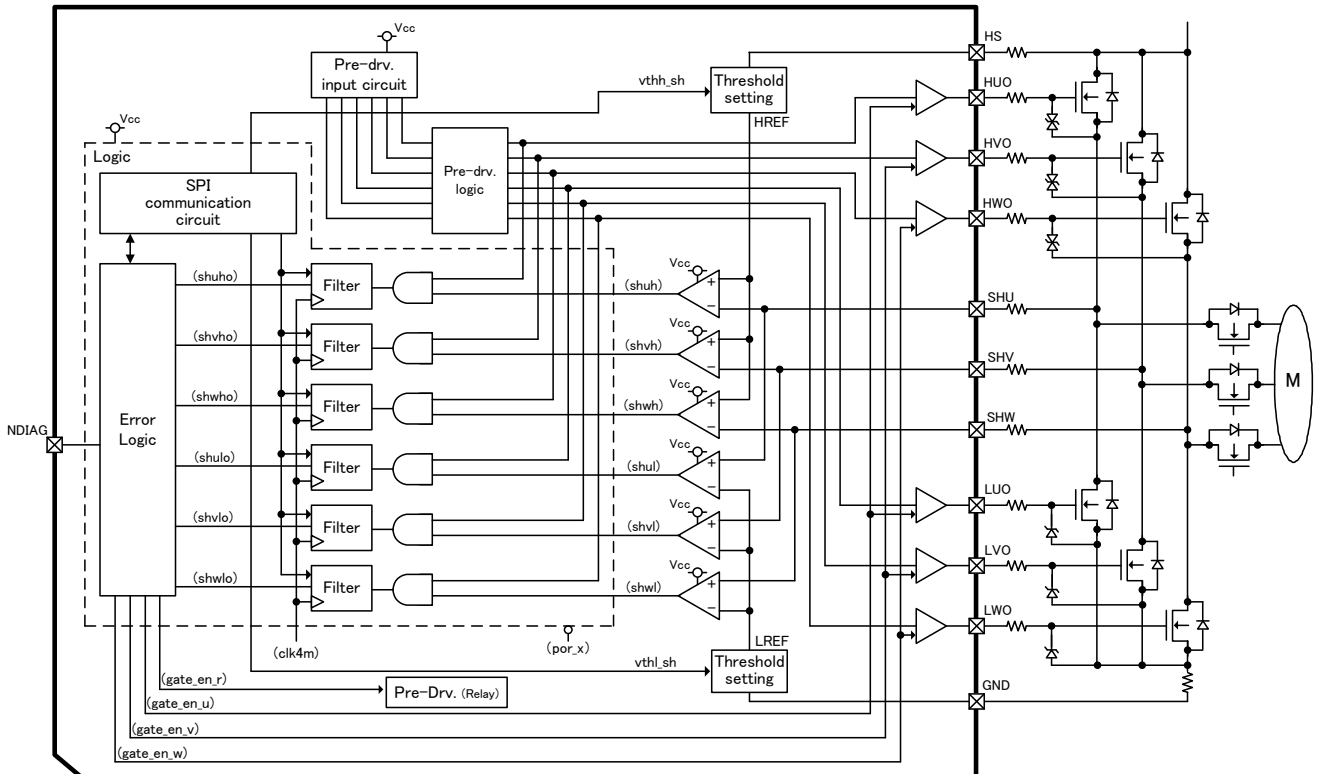 Vcc
HS
Pre-drv.
input circuit
vthh_sh
Threshold
setting
HUO
HREF
Vcc
Logic
Pre-drv.
logic
HVO
SPI
communication
circuit
HWO
(shuho)
Filter
(shuh)
Vcc
+
−
SHU
(shvho)
Filter
(shvh)
Vcc
+
−
SHV
(shwho)
Filter
(shwh)
Vcc
+
−
M
Error
Logic
NDIAG
SHW
(shulo)
Filter
(shul)
Vcc
+
−
LUO
(shvlo)
Filter
(shvl)
Vcc
+
−
LVO
(shwlo)
Filter
(shwl)
Vcc
+
−
LWO
(clk4m)
(por_x)
LREF
vthl_sh
Threshold
setting
(gate_en_r)
Pre-Drv. (Relay)
GND
(gate_en_u)
(gate_en_v)
(gate_en_w)